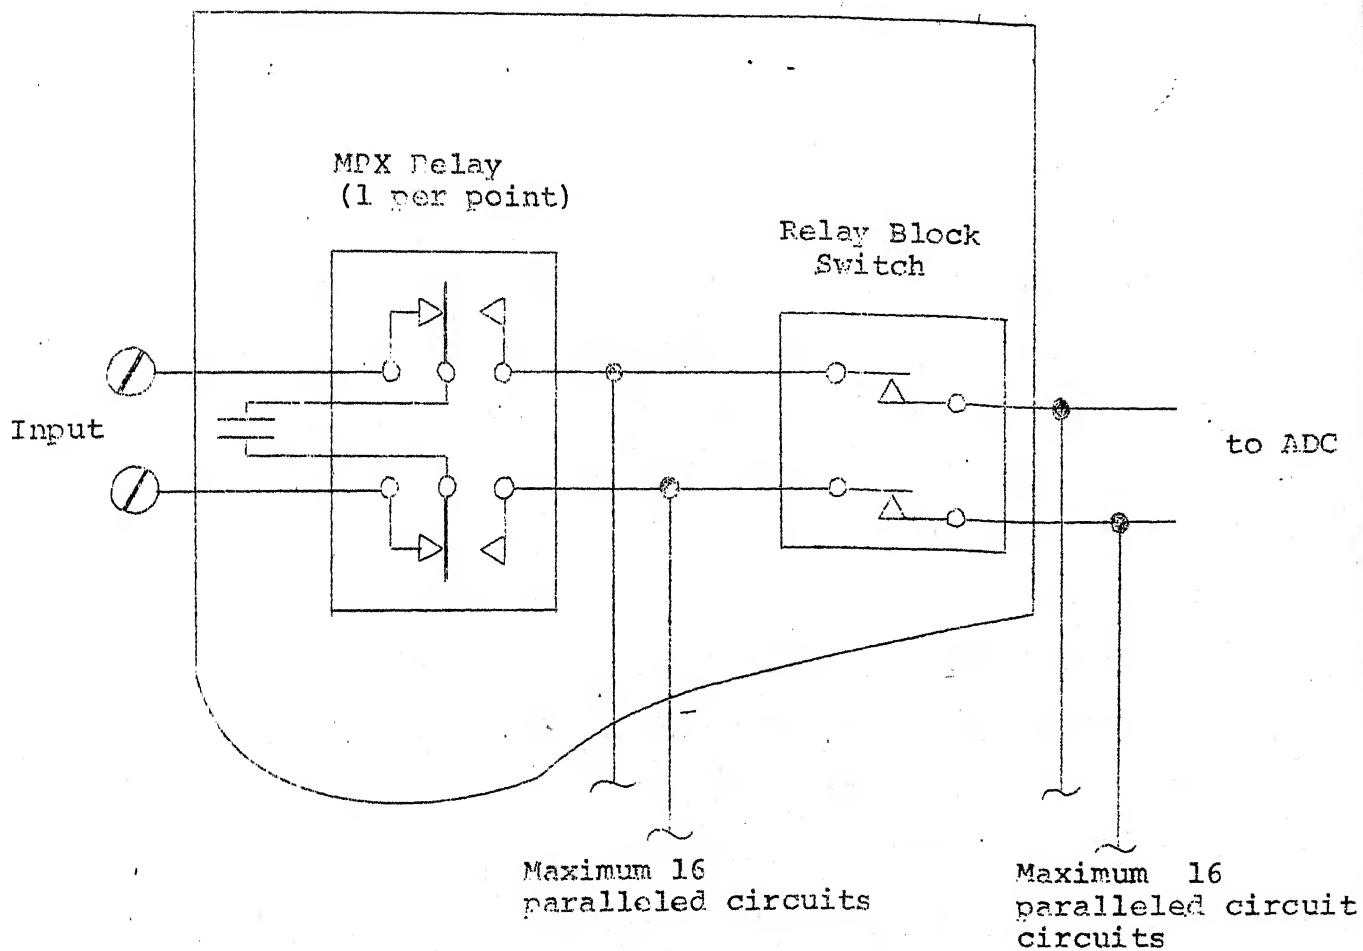 MPX Relay
(1 per point)
Relay Block
Switch
Input
to ADC
Maximum 16
paralleled circuits
Maximum 16
paralleled circuit
circuits